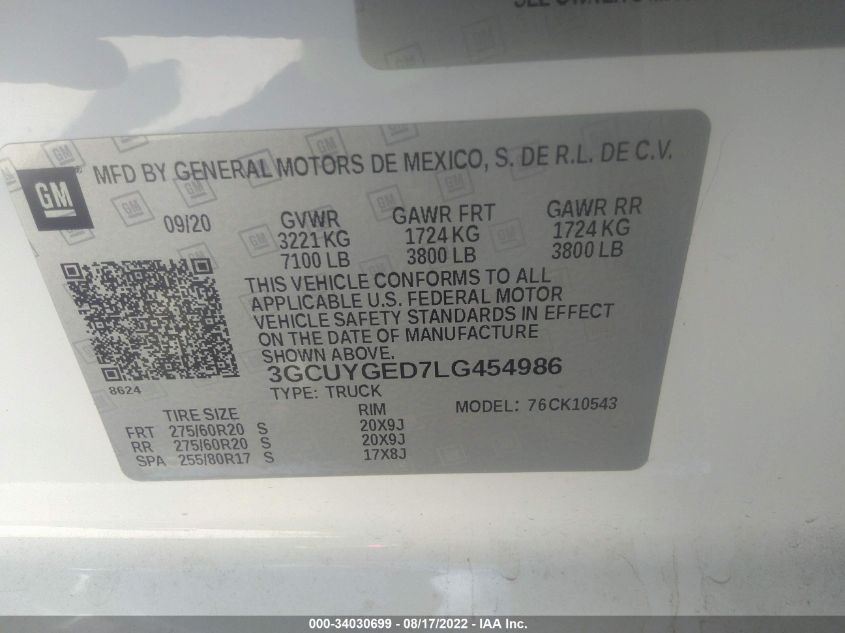 MFD BY GENERAL MOTORS DE MEXICO, S. DE R.L. DE C.V.
GM
09/20
GVWR GAWR FRT GAWR RR
3221 KG 1724 KG 1724 KG
7100 LB 3800 LB 3800 LB
THIS VEHICLE CONFORMS TO ALL
APPLICABLE U.S. FEDERAL MOTOR
VEHICLE SAFETY STANDARDS IN EFFECT
ON THE DATE OF MANUFACTURE
SHOWN ABOVE.
3GCUYGED7LG454986
8624
TYPE: TRUCK
TIRE SIZE RIM MODEL: 76CK10543
FRT 275/60R20 S 20X9J
RR 275/60R20 S 20X9J
SPA 255/80R17 S 17X8J
000-34030699 - 08/17/2022 - IAA Inc.